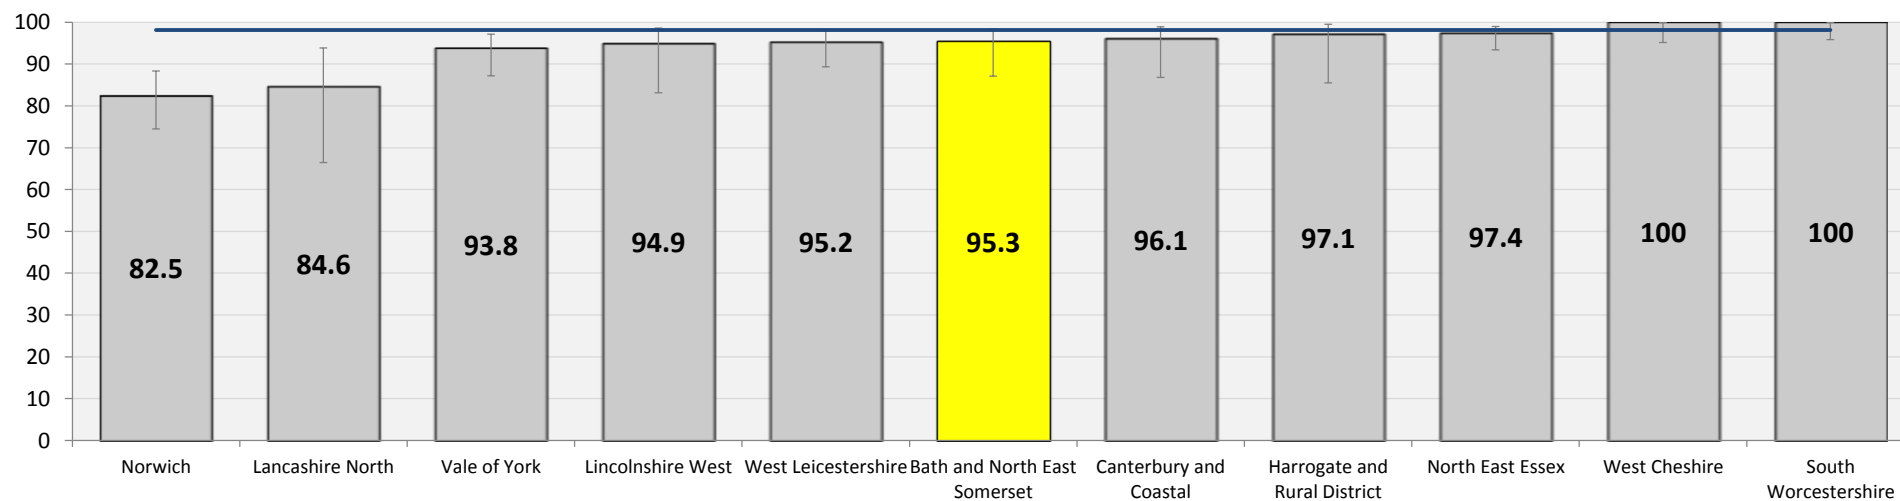 100
90
80
70
60
50
40
30
20
10
0
82.5
84.6
93.8
94.9
95.2
95.3
96.1
97.1
97.4
100
100
Norwich
Lancashire North
Vale of York
Lincolnshire West
West Leicestershire
Bath and North East
Somerset
Canterbury and
Coastal
Harrogate and
Rural District
North East Essex
West Cheshire
South
Worcestershire